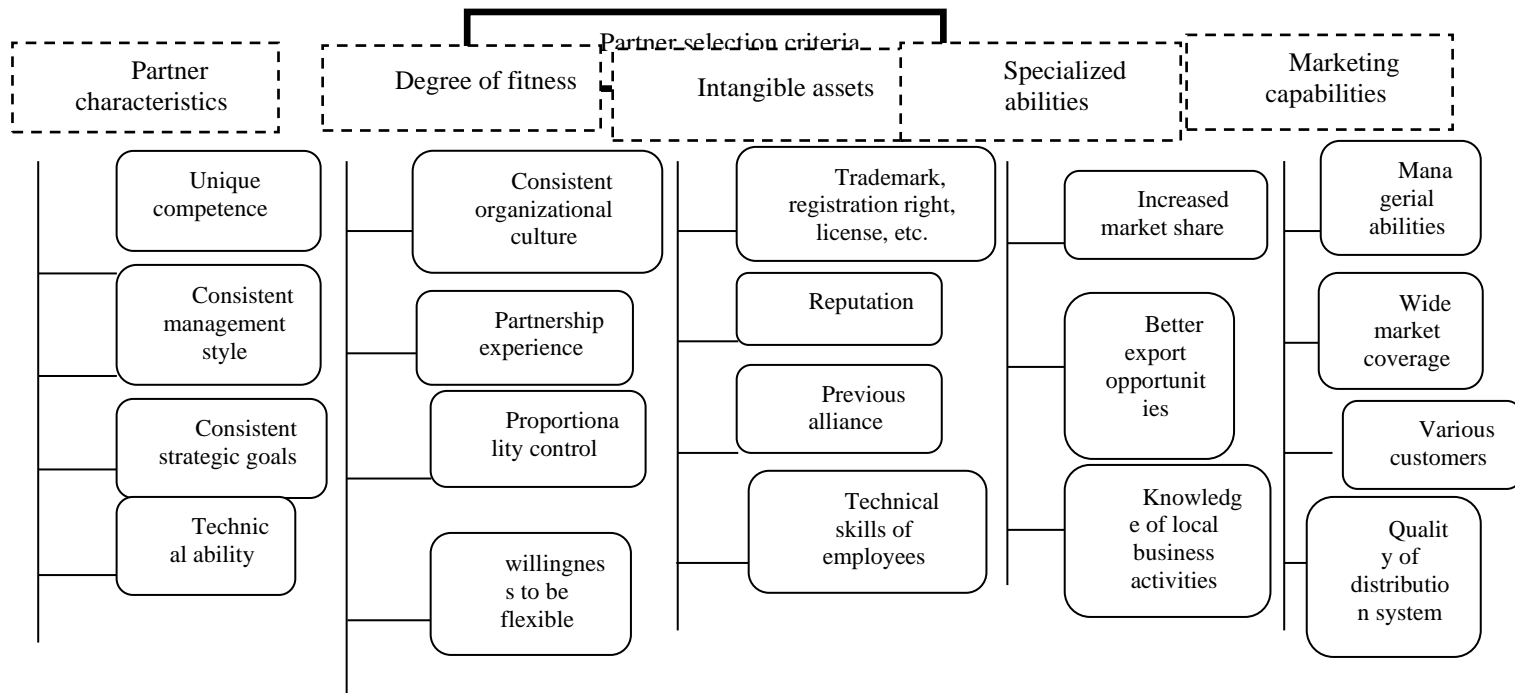 Partner selection criteria
Partner
characteristics
Degree of fitness
Intangible assets
Specialized
abilities
Marketing
capabilities
Unique
competence
Consistent
management
style
Consistent
strategic goals
Technic
al ability
Consistent
organizational
culture
Partnership
experience
Proportiona
lity control
willingnes
s to be
flexible
Trademark,
registration right,
license, etc.
Reputation
Previous
alliance
Technical
skills of
employees
Increased
market share
Better
export
opportunit
ies
Knowledg
e of local
business
activities
Mana
gerial abilities
Wide
market
coverage
Various
customers
Qualit
y of
distributio
n system